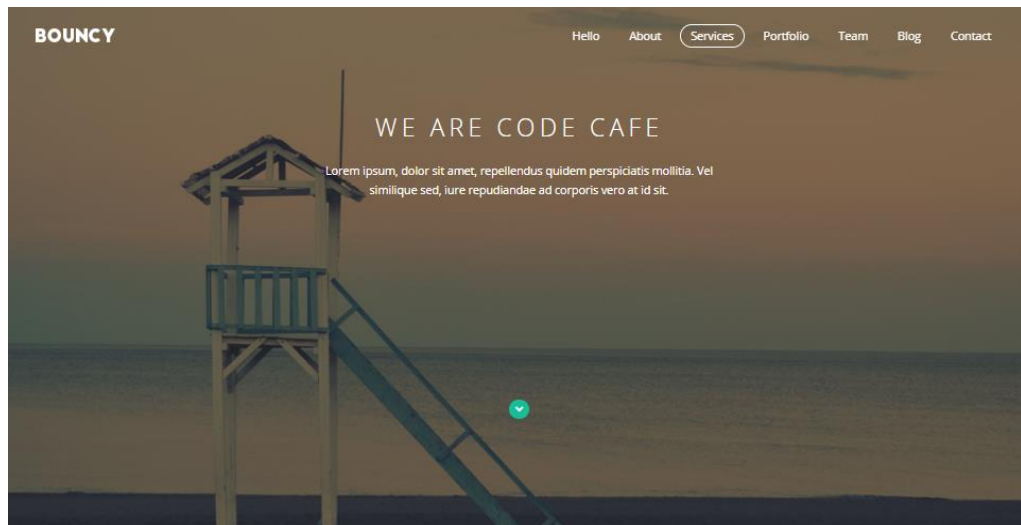 BOUNCY
Hello About Services Portfolio Team Blog Contact
WE ARE CODE CAFE
Lorem ipsum, dolor sit amet, repellendus quidem perspiciatis mollitia. Vel
similique sed, iure repudiandae ad corporis vero at id sit.